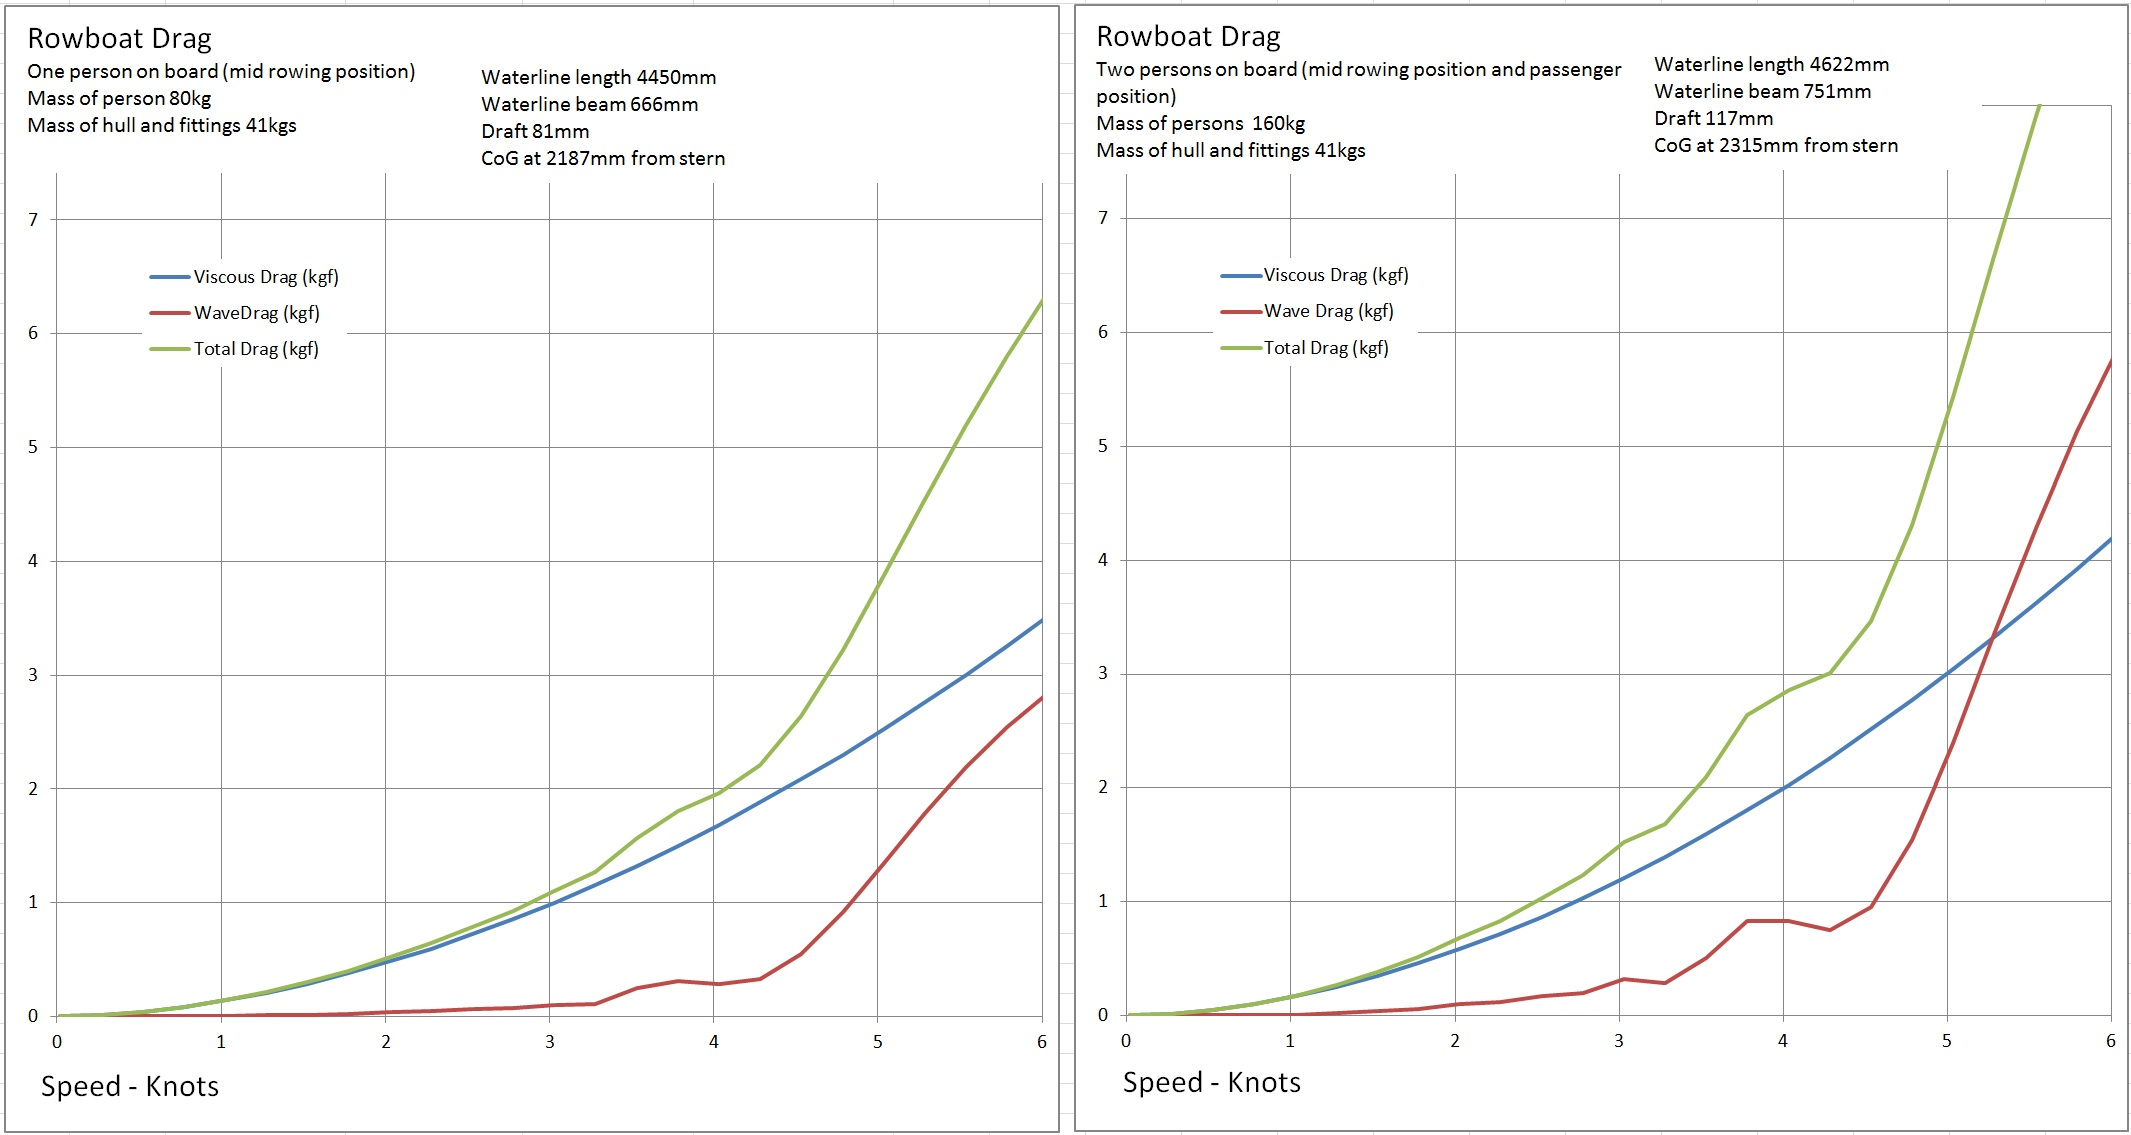 Rowboat Drag
One person on board (mid rowing position)
Mass of person 80kg
Mass of hull and fittings 41kgs
Waterline length 4450mm
Waterline beam 666mm
Draft 81mm
CoG at 2187mm from stern
7
6
5
4
3
2
1
0
Viscous Drag (kgf)
WaveDrag (kgf)
Total Drag (kgf)
0 1 2 3 4 5 6
Speed - Knots
Rowboat Drag
Two persons on board (mid rowing position and passenger
position)
Mass of persons 160kg
Mass of hull and fittings 41kgs
Waterline length 4622mm
Waterline beam 751mm
Draft 117mm
CoG at 2315mm from stern
7
6
5
4
3
2
1
0
Viscous Drag (kgf)
Wave Drag (kgf)
Total Drag (kgf)
0 1 2 3 4 5 6
Speed - Knots